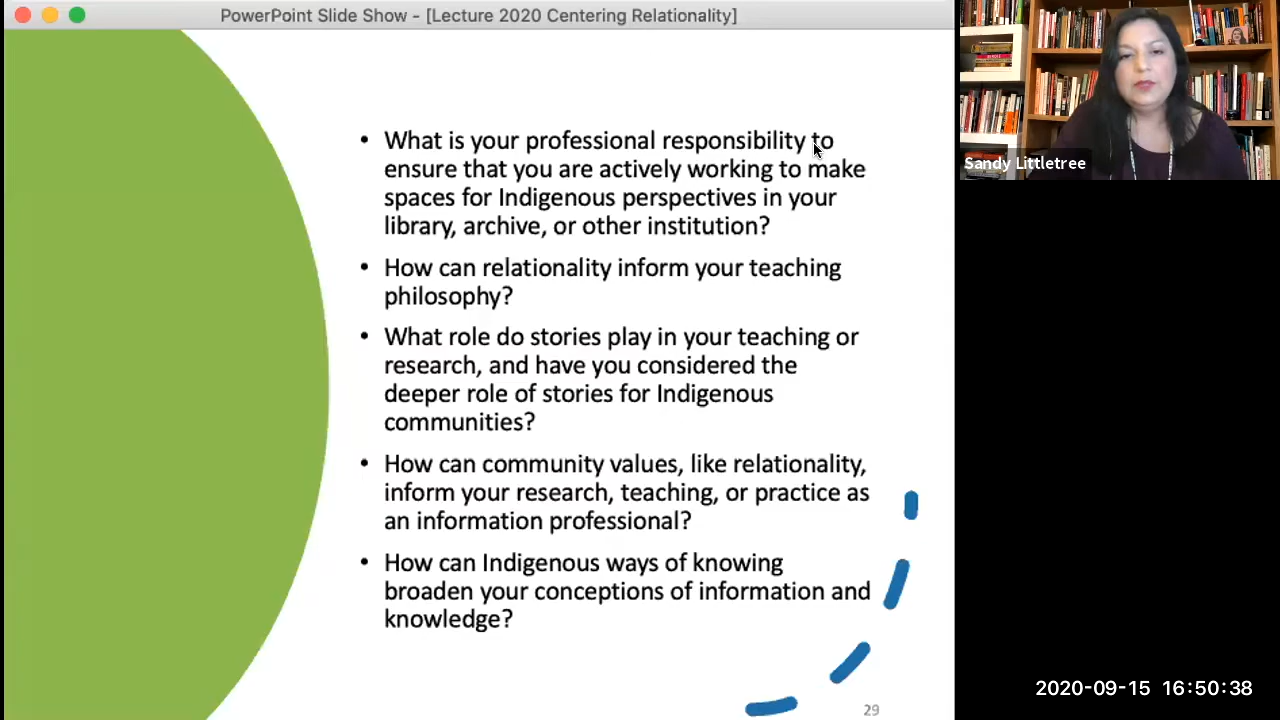 PowerPoint Slide Show - [Lecture 2020 Centering Relationality]
• What is your professional responsibility to
ensure that you are actively working to make
spaces for Indigenous perspectives in your
library, archive, or other institution?
• How can relationality inform your teaching
philosophy?
• What role do stories play in your teaching or
research, and have you considered the
deeper role of stories for Indigenous
communities?
• How can community values, like relationality,
inform your research, teaching, or practice as
an information professional?
• How can Indigenous ways of knowing
broaden your conceptions of information and
knowledge?
29
Sandy Littletree
2020-09-15 16:50:38